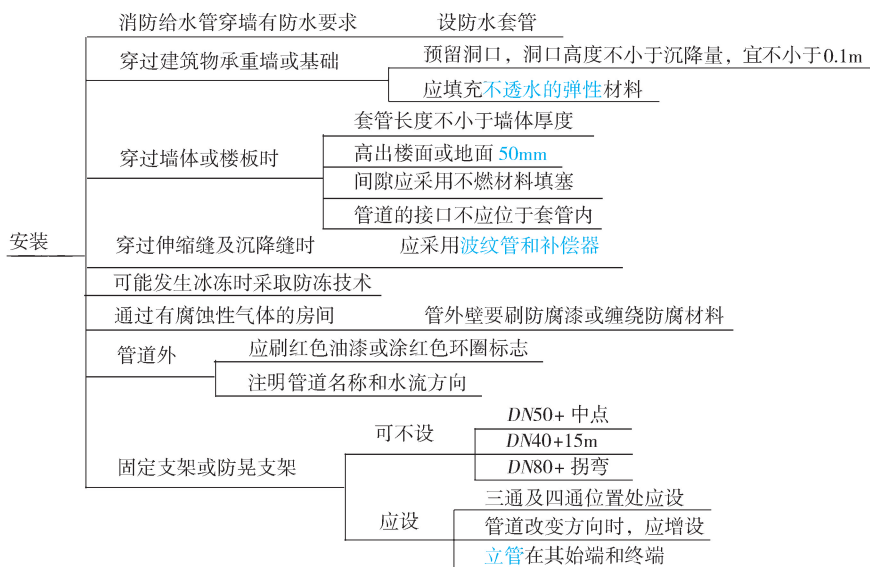 安装
消防给水管穿墙有防水要求 设防水套管
穿过建筑物承重墙或基础
预留洞口，洞口高度不小于沉降量，宜不小于0.1m
应填充不透水的弹性材料
穿过墙体或楼板时
套管长度不小于墙体厚度
高出楼面或地面 50mm
间隙应采用不燃材料填塞
管道的接口不应位于套管内
穿过伸缩缝及沉降缝时 应采用波纹管和补偿器
可能发生冰冻时采取防冻技术
通过有腐蚀性气体的房间 管外壁要刷防腐漆或缠绕防腐材料
管道外
应刷红色油漆或涂红色环圈标志
注明管道名称和水流方向
固定支架或防晃支架
可不设
DN50+ 中点
DN40+15m
DN80+ 拐弯
应设
三通及四通位置处应设
管道改变方向时，应增设
立管在其始端和终端